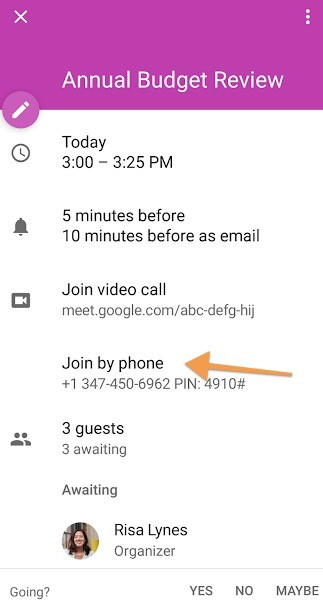 Annual Budget Review
Today
3:00 – 3:25 PM
5 minutes before
10 minutes before as email
Join video call
meet.google.com/abc-defg-hij
Join by phone
+1 347-450-6962 PIN: 4910#
3 guests
3 awaiting
Awaiting
Risa Lynes
Organizer
Going? YES NO MAYBE